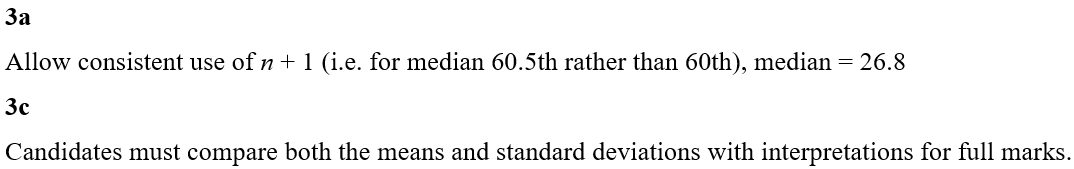 3a
Allow consistent use of n + 1 (i.e. for median 60.5th rather than 60th), median = 26.8
3c
Candidates must compare both the means and standard deviations with interpretations for full marks.